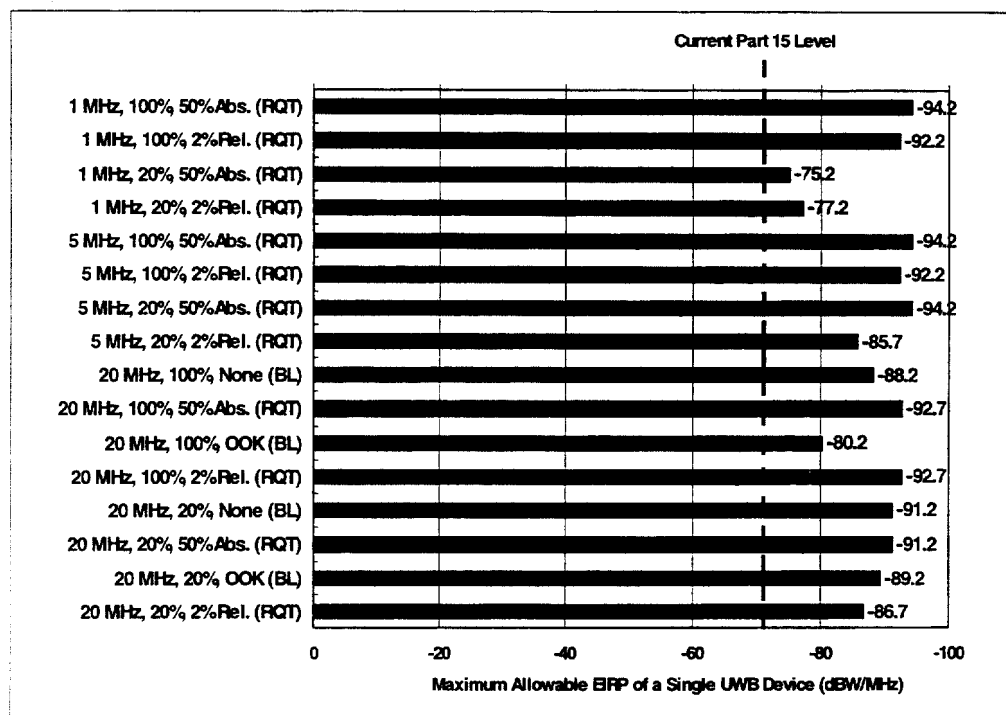 Current Part 15 Level
1 MHz, 100%, 50% Abs. (RQT) -94.2
1 MHz, 100%, 2% Rel. (RQT) -92.2
1 MHz, 20%, 50% Abs. (RQT) -75.2
1 MHz, 20%, 2% Rel. (RQT) -77.2
5 MHz, 100%, 50% Abs. (RQT) -94.2
5 MHz, 100%, 2% Rel. (RQT) -92.2
5 MHz, 20%, 50% Abs. (RQT) -94.2
5 MHz, 20%, 2% Rel. (RQT) -85.7
20 MHz, 100%, None (BL) -88.2
20 MHz, 100%, 50% Abs. (RQT) -92.7
20 MHz, 100%, OOK (BL) -80.2
20 MHz, 100%, 2% Rel. (RQT) -92.7
20 MHz, 20%, None (BL) -91.2
20 MHz, 20%, 50% Abs. (RQT) -91.2
20 MHz, 20%, OOK (BL) -89.2
20 MHz, 20%, 2% Rel. (RQT) -86.7
0 -20 -40 -60 -80 -100
Maximum Allowable EIRP of a Single UWB Device (dBW/MHz)